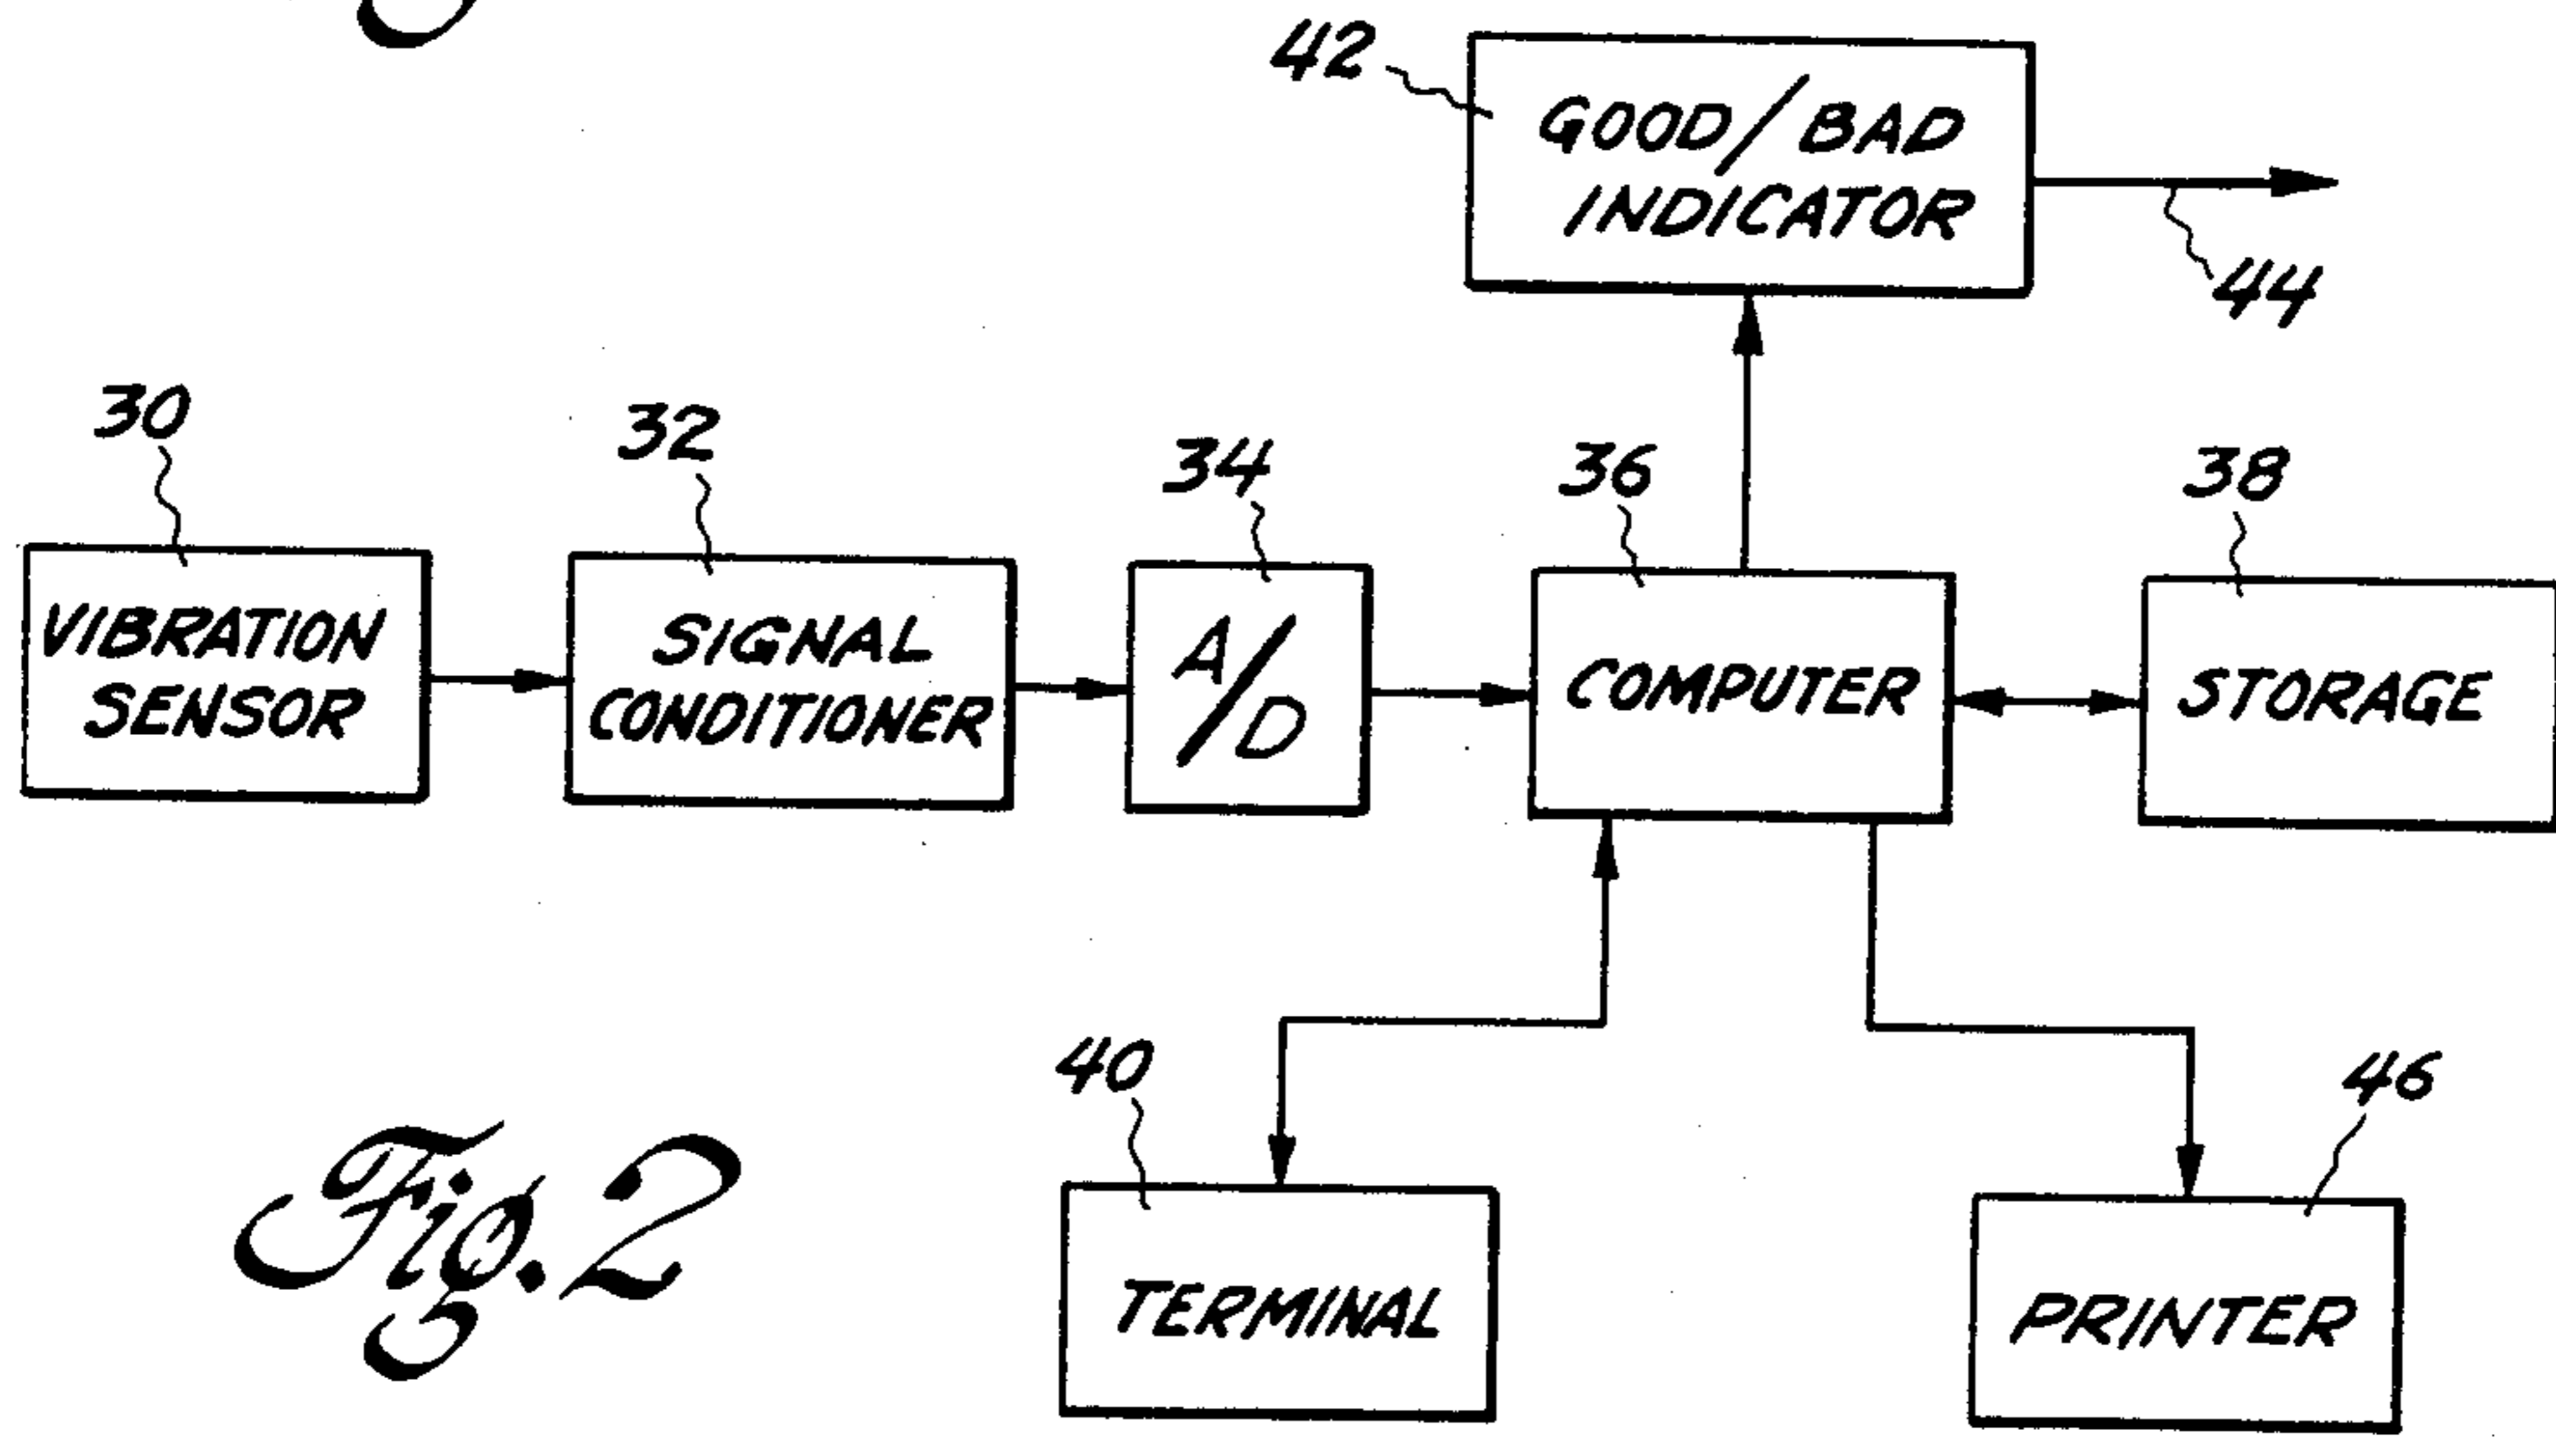 42
GOOD/BAD
INDICATOR
44
30
32
34
36
38
VIBRATION
SENSOR
SIGNAL
CONDITIONER
A/D
COMPUTER
STORAGE
40
46
Fig. 2
TERMINAL
PRINTER